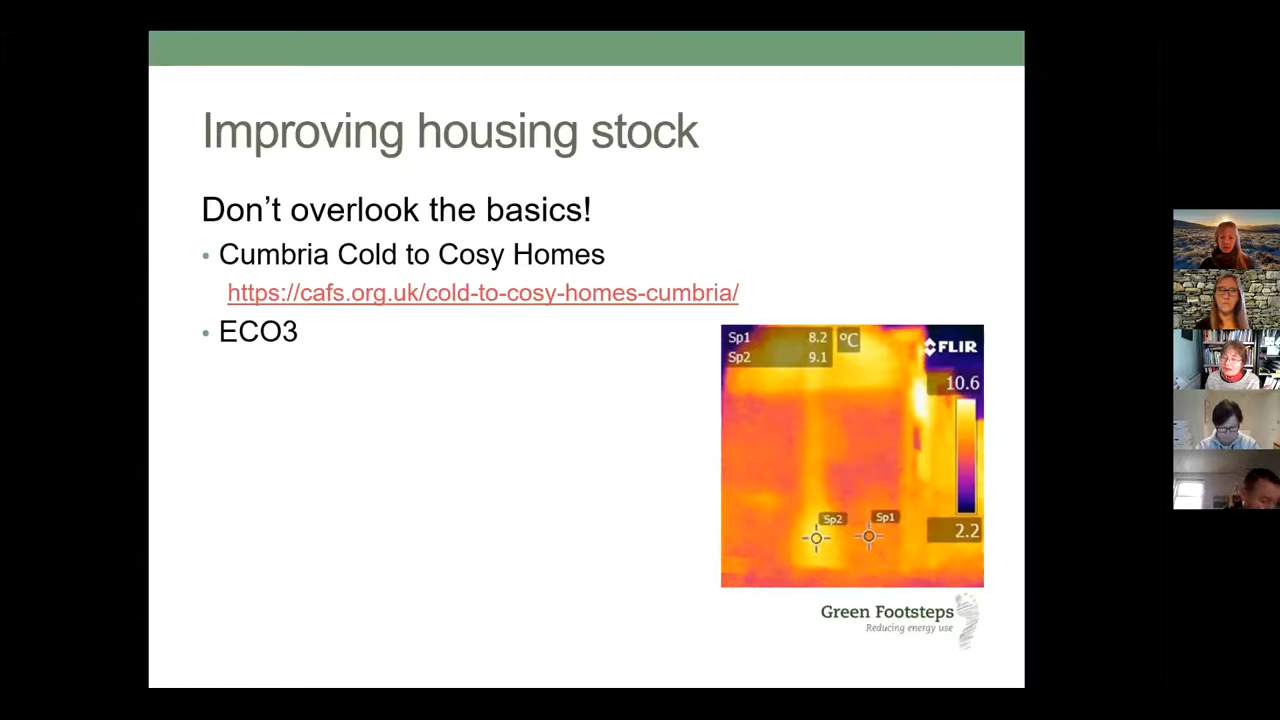 Improving housing stock
Don’t overlook the basics!
• Cumbria Cold to Cosy Homes
https://cafs.org.uk/cold-to-cosy-homes-cumbria/
• ECO3
Sp1 8.2 °C
Sp2 9.1
FLIR
10.6
Sp2
Sp1
2.2
Green Footsteps
Reducing energy use